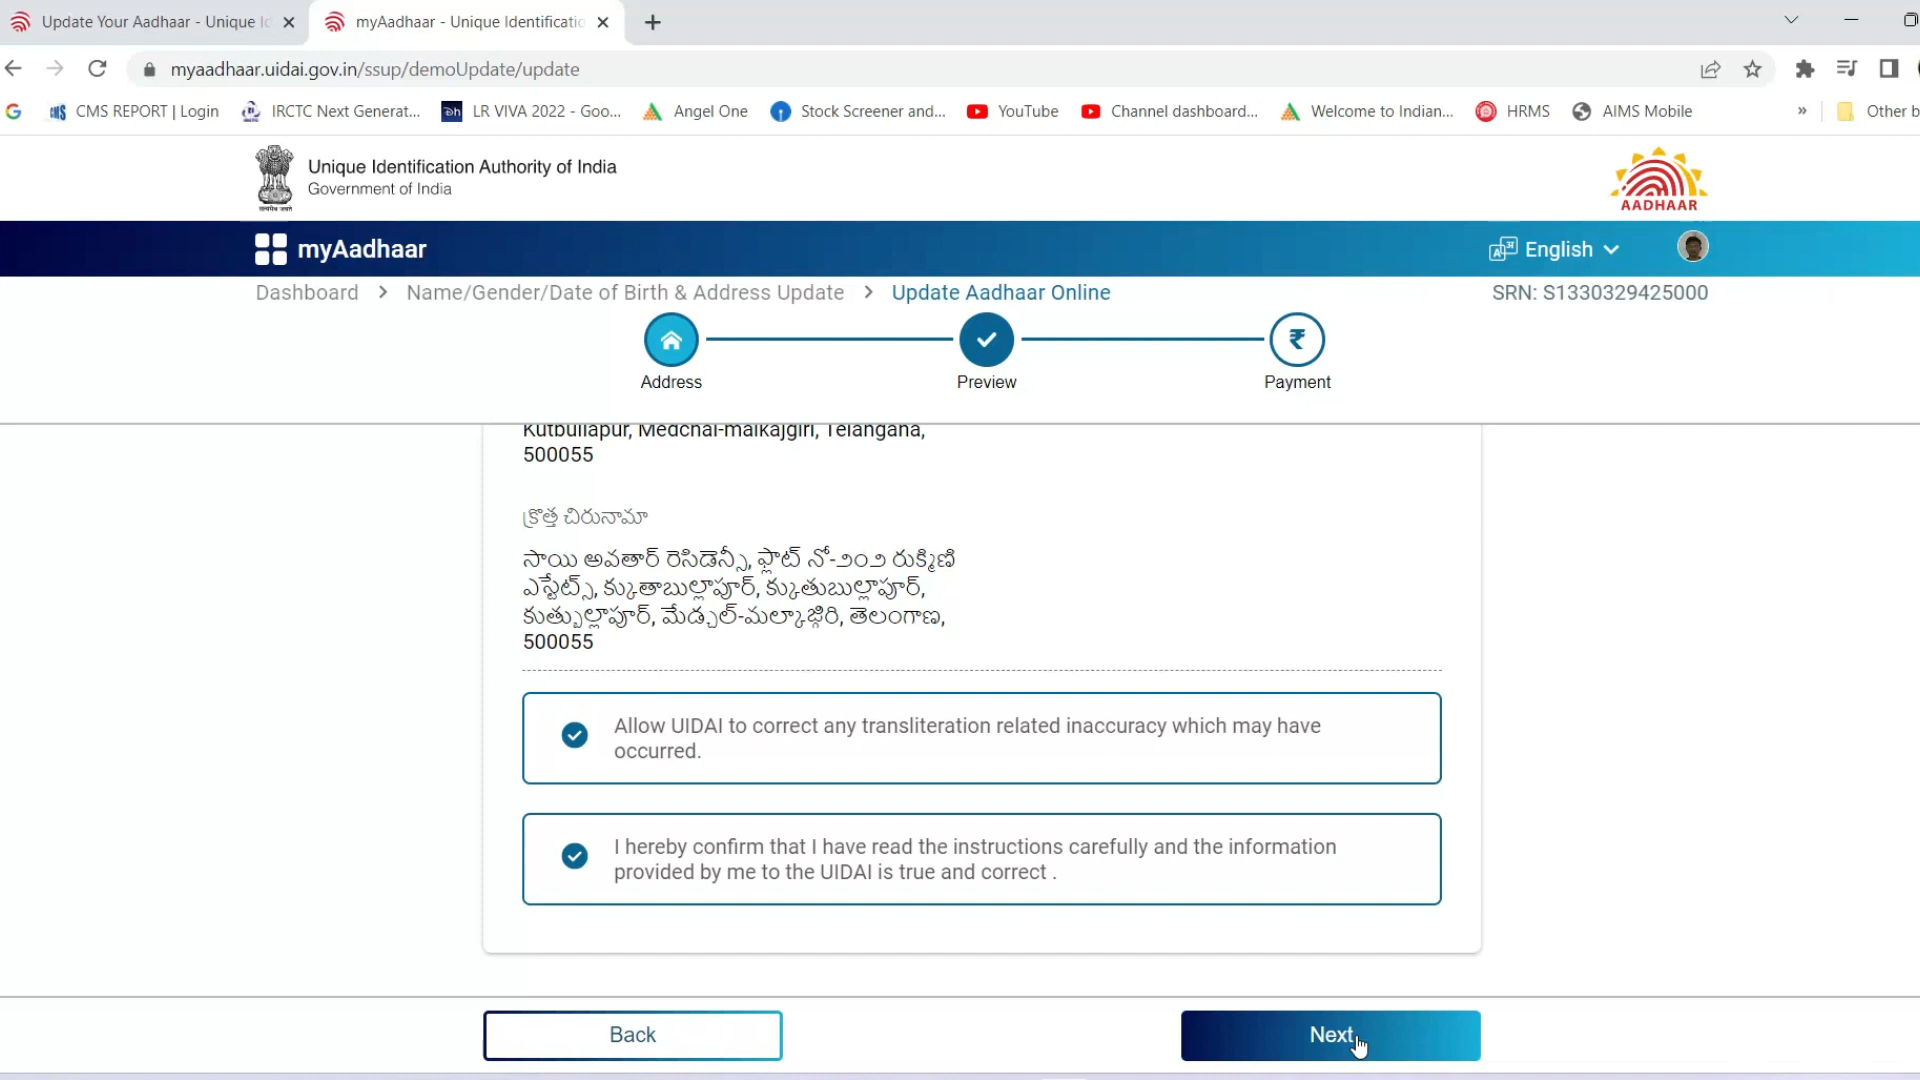 Update Your Aadhaar - Unique Id
myAadhaar - Unique Identificatio
myaadhaar.uidai.gov.in/ssup/demoUpdate/update
CMS REPORT | Login
IRCTC Next Generat...
LR VIVA 2022 - Goo...
Angel One
Stock Screener and...
YouTube
Channel dashboard...
Welcome to Indian...
HRMS
AIMS Mobile
»
Other b
Unique Identification Authority of India
Government of India
सत्यमेव जयते
AADHAAR
myAadhaar
English
Dashboard > Name/Gender/Date of Birth & Address Update > Update Aadhaar Online
SRN: S1330329425000
Address
Preview
₹
Payment
Kutbullapur, Medchal-malkajgiri, Telangana,
500055
క్రొత్త చిరునామా
సాయి అవతార్ రెసిడెన్సీ, ఫ్లాట్ నో-౨౦౨ రుక్మిణి
ఎస్టేట్స్, క్కుతాబుల్లాపూర్, క్కుతుబుల్లాపూర్,
కుత్బుల్లాపూర్, మేడ్చల్-మల్కాజ్గిరి, తెలంగాణ,
500055
Allow UIDAI to correct any transliteration related inaccuracy which may have
occurred.
I hereby confirm that I have read the instructions carefully and the information
provided by me to the UIDAI is true and correct .
Back
Next